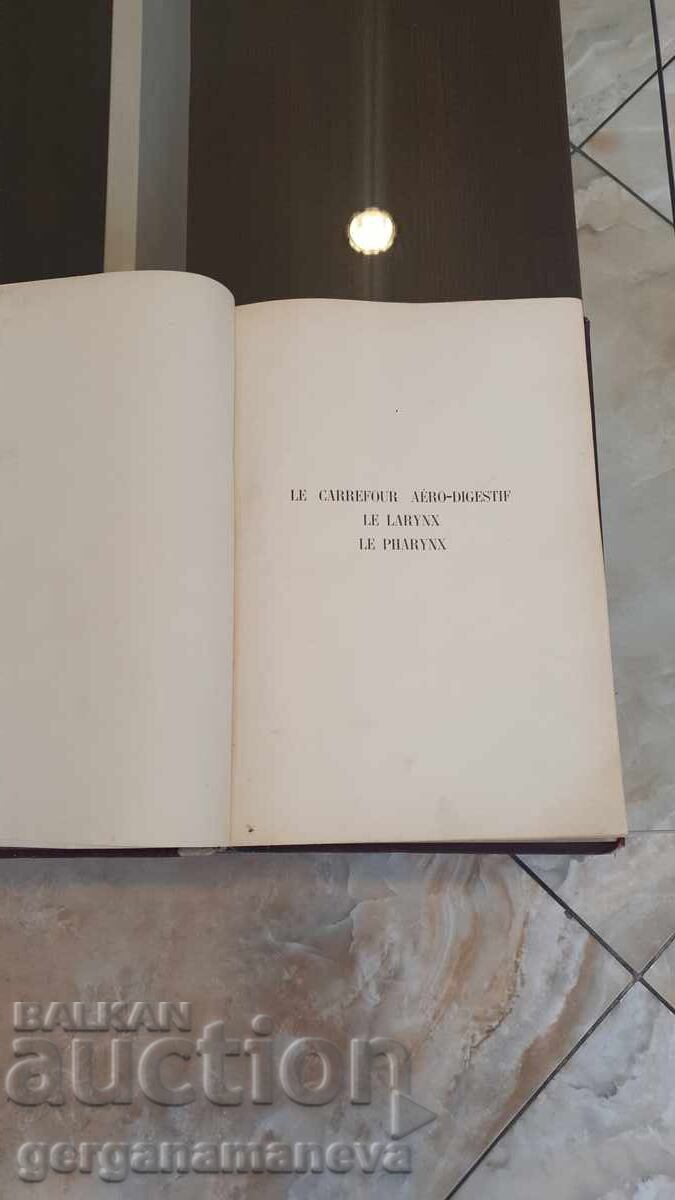 LE CARREFOUR AÉRO-DIGESTIF
LE LARYNX
LE PHARYNX
BALKAN
auction
gerganamaneva